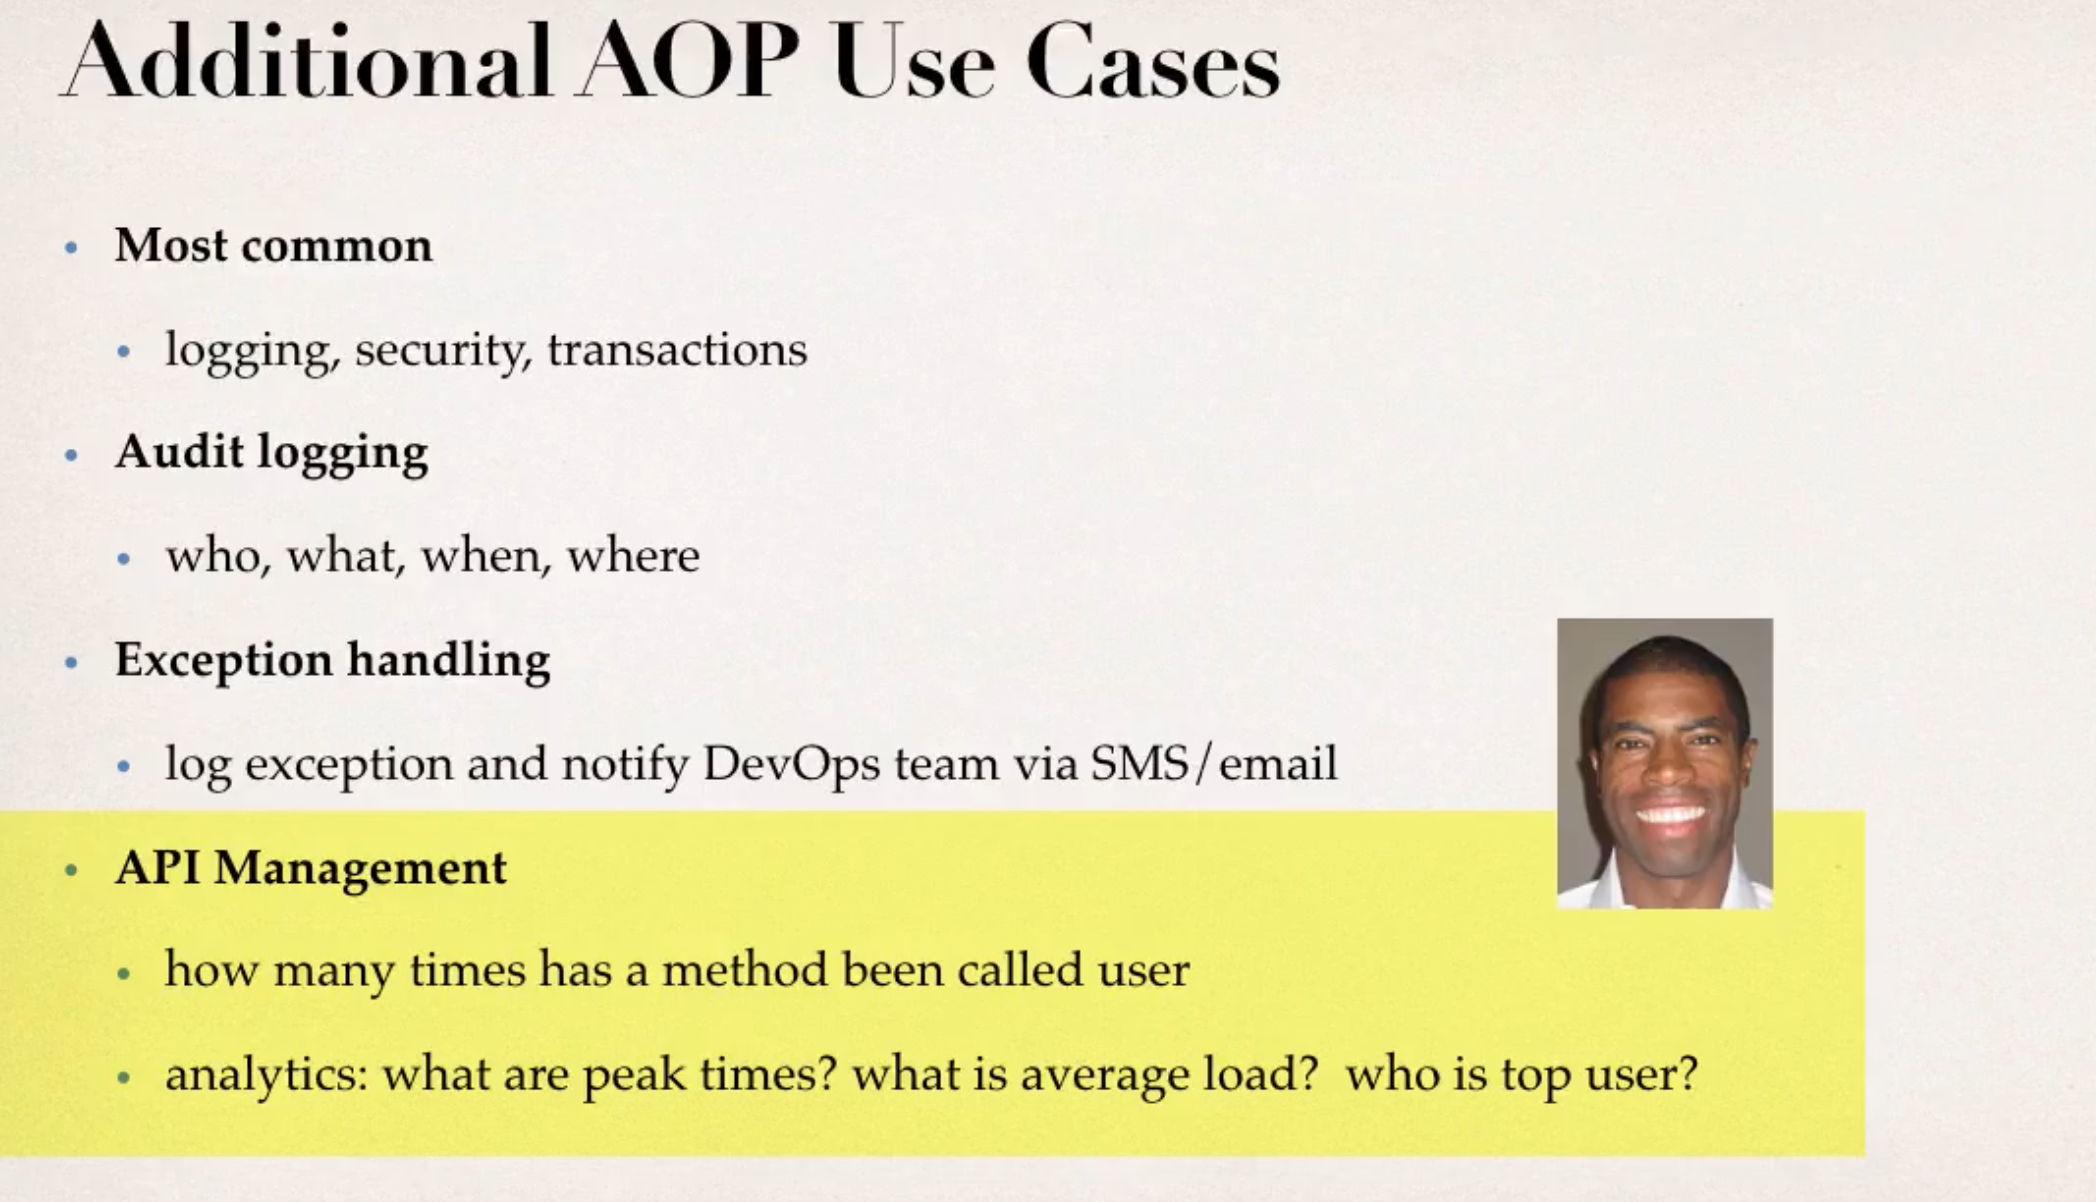 Additional AOP Use Cases
• Most common
• logging, security, transactions
• Audit logging
• who, what, when, where
• Exception handling
• log exception and notify DevOps team via SMS/email
• API Management
• how many times has a method been called user
• analytics: what are peak times? what is average load?  who is top user?